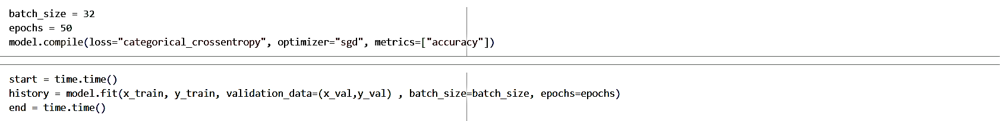 batch_size = 32
epochs = 50
model.compile(loss="categorical_crossentropy", optimizer="sgd", metrics=["accuracy"])
start = time.time()
history = model.fit(x_train, y_train, validation_data=(x_val,y_val) , batch_size=batch_size, epochs=epochs)
end = time.time()